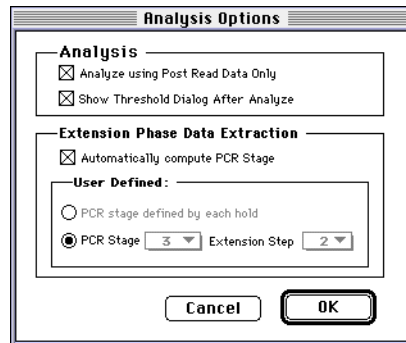 Analysis Options
Analysis
Analyze using Post Read Data Only
Show Threshold Dialog After Analyze
Extension Phase Data Extraction
Automatically compute PCR Stage
User Defined:
PCR stage defined by each hold
PCR Stage 3 Extension Step 2
Cancel OK